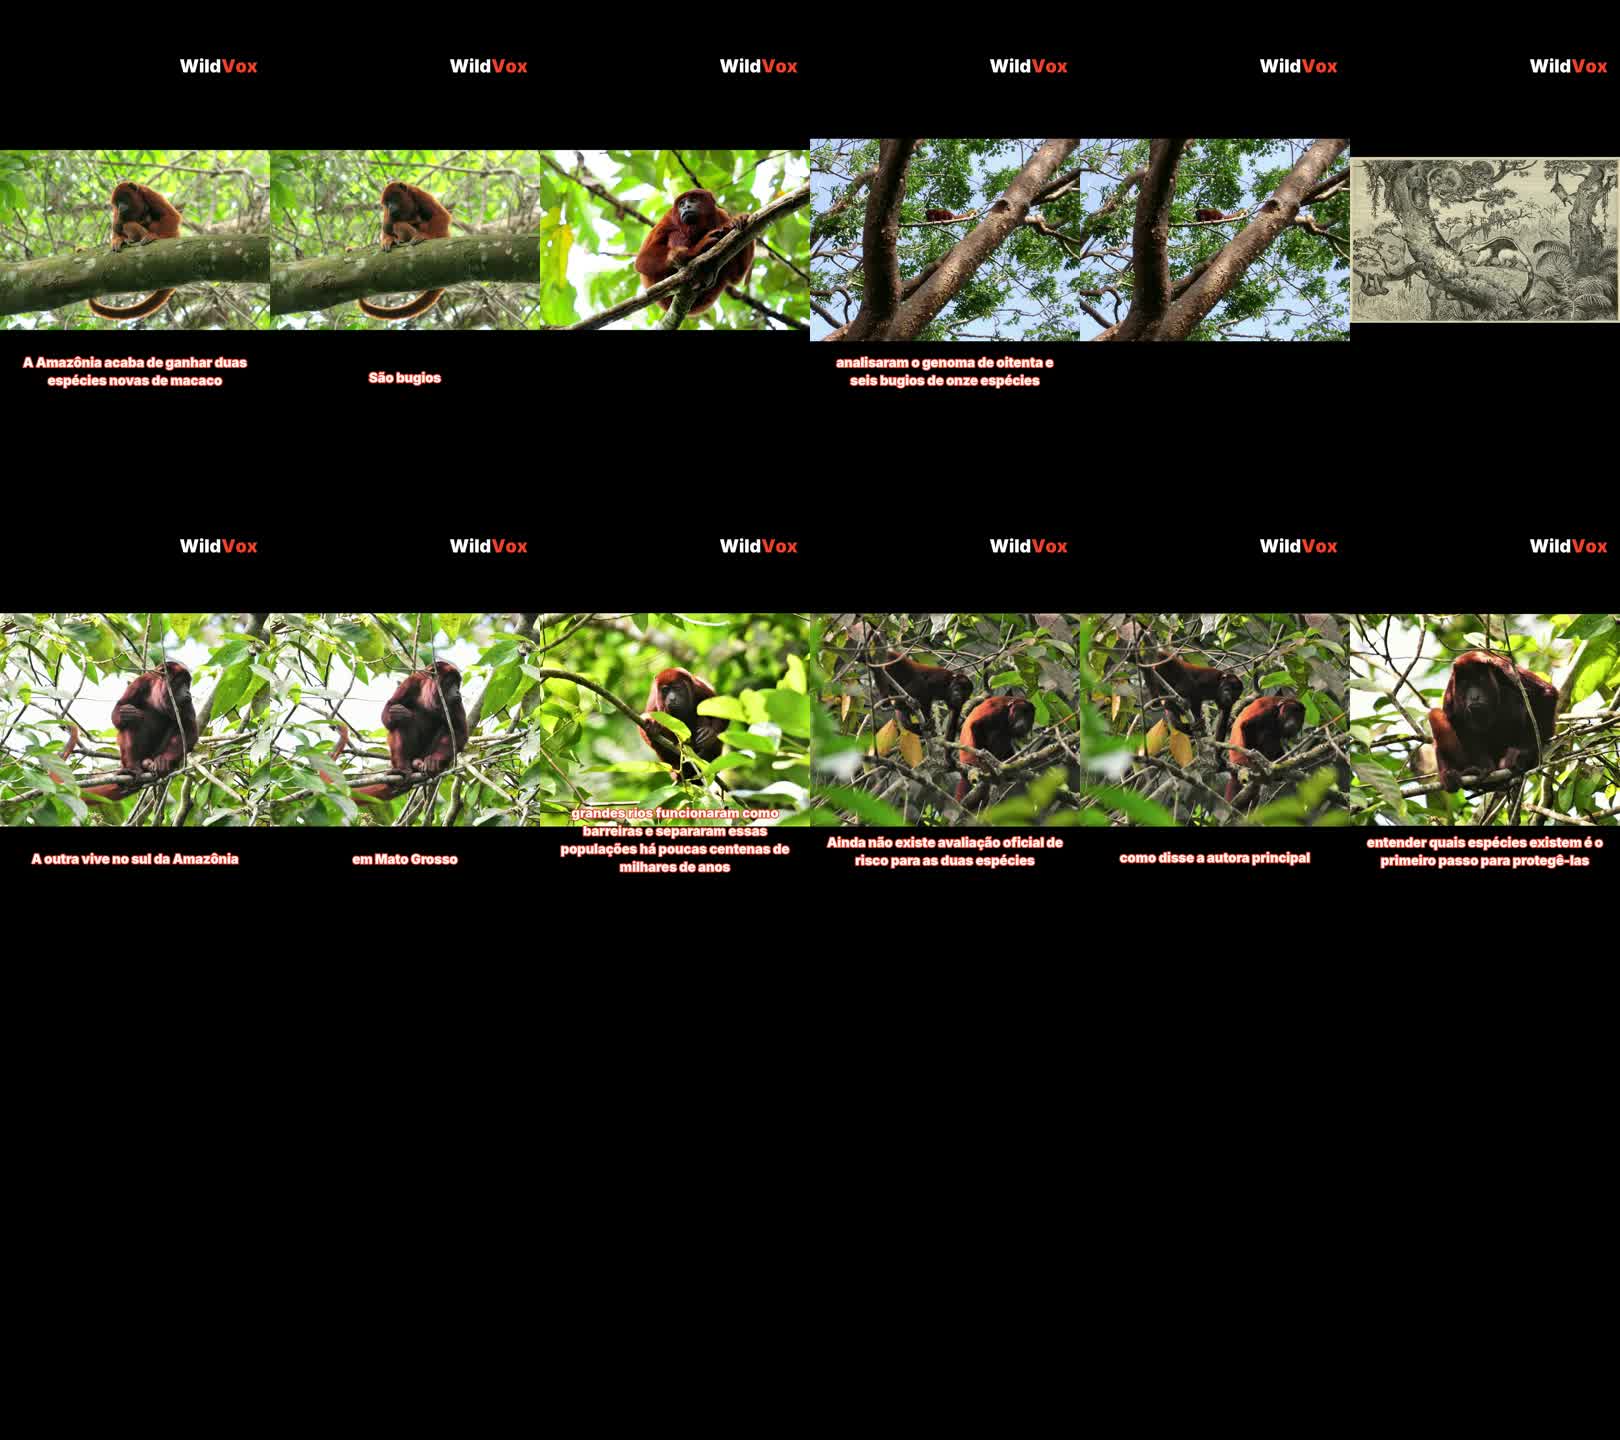 WildVox
WildVox
WildVox
WildVox
WildVox
WildVox
A Amazônia acaba de ganhar duas
espécies novas de macaco
São bugios
analisaram o genoma de oitenta e
seis bugios de onze espécies
WildVox
WildVox
WildVox
WildVox
WildVox
WildVox
A outra vive no sul da Amazônia
em Mato Grosso
grandes rios funcionaram como
barreiras e separaram essas
populações há poucas centenas de
milhares de anos
Ainda não existe avaliação oficial de
risco para as duas espécies
como disse a autora principal
entender quais espécies existem é o
primeiro passo para protegê-las